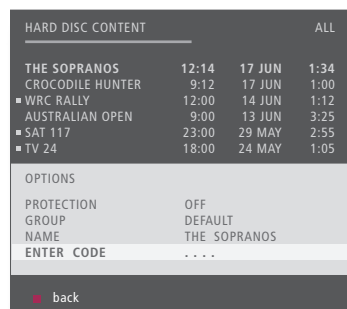 HARD DISC CONTENT ALL
THE SOPRANOS 12:14 17 JUN 1:34
CROCODILE HUNTER 9:12 17 JUN 1:00
WRC RALLY 12:00 14 JUN 1:12
AUSTRALIAN OPEN 9:00 13 JUN 3:25
SAT 117 23:00 29 MAY 2:55
TV 24 18:00 24 MAY 1:05
OPTIONS
PROTECTION OFF
GROUP DEFAULT
NAME THE SOPRANOS
ENTER CODE ....
back